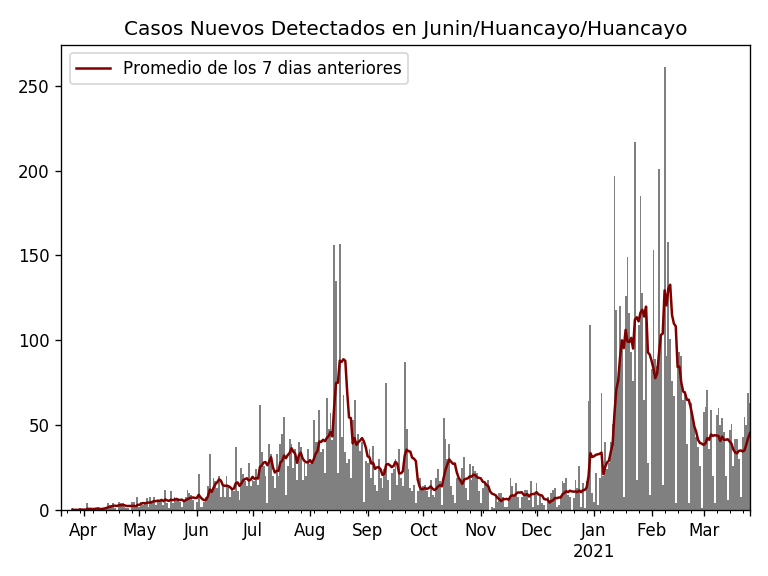 Casos Nuevos Detectados en Junin/Huancayo/Huancayo
Promedio de los 7 dias anteriores
250
200
150
100
50
0
Apr May Jun Jul Aug Sep Oct Nov Dec Jan Feb Mar
2021